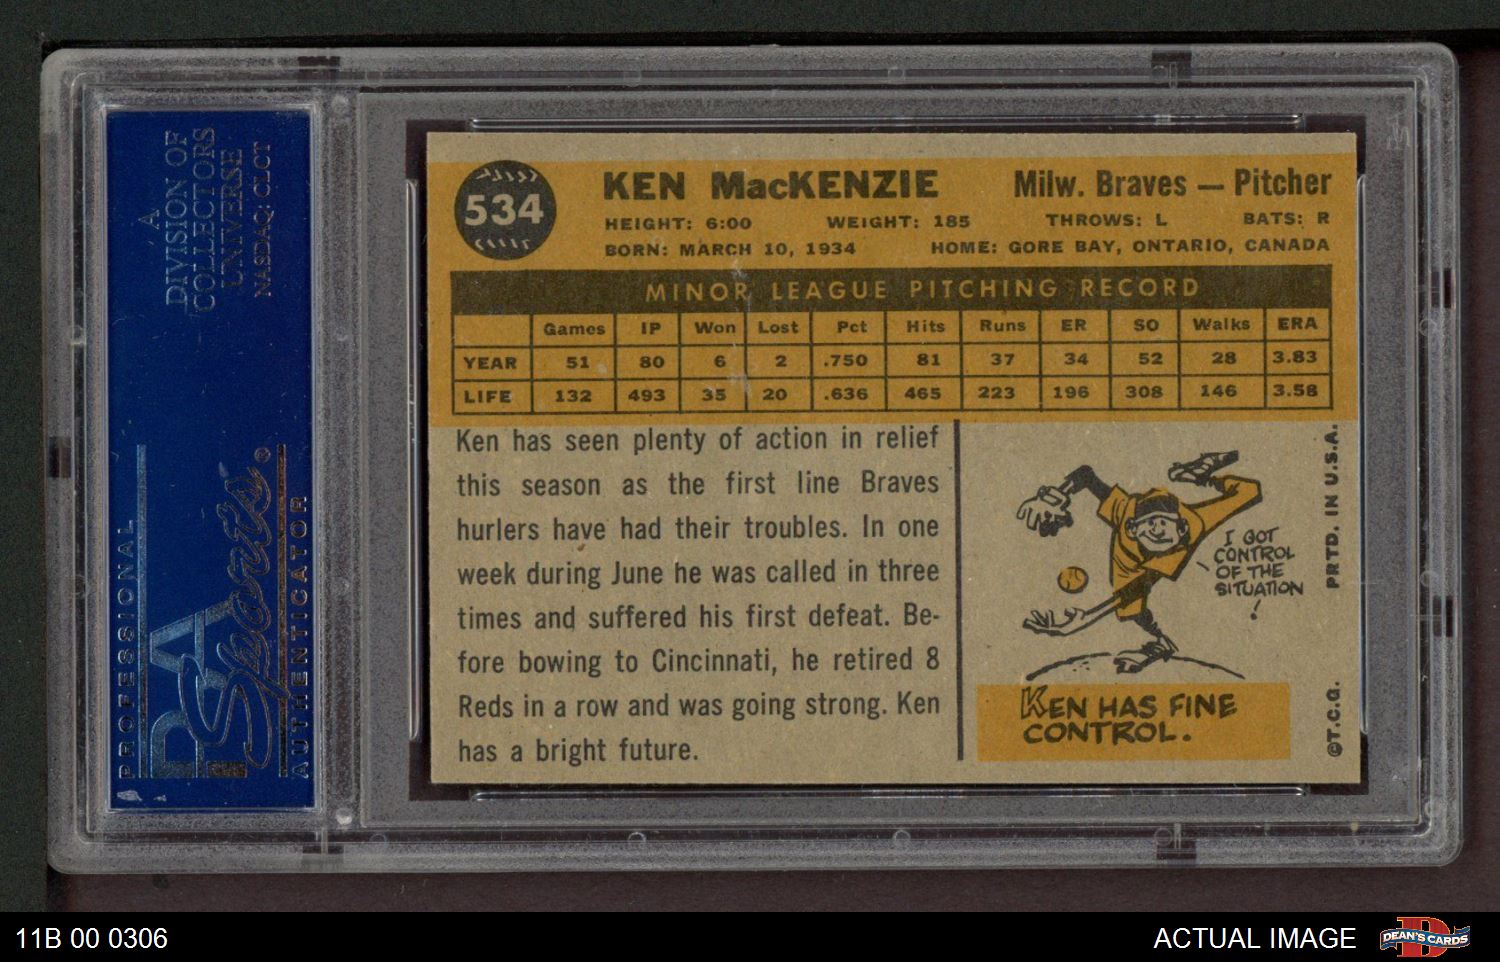 A
DIVISION OF
COLLECTORS
UNIVERSE
NASDAQ: CLCT
PROFESSIONAL
PSA
Sports®
AUTHENTICATOR
534
KEN MacKENZIE
Milw. Braves — Pitcher
HEIGHT: 6:00 WEIGHT: 185 THROWS: L BATS: R
BORN: MARCH 10, 1934 HOME: GORE BAY, ONTARIO, CANADA
MINOR LEAGUE PITCHING RECORD
Games IP Won Lost Pct Hits Runs ER SO Walks ERA
YEAR 51 80 6 2 .750 81 37 34 52 28 3.83
LIFE 132 493 35 20 .636 465 223 196 308 146 3.58
Ken has seen plenty of action in relief
this season as the first line Braves
hurlers have had their troubles. In one
week during June he was called in three
times and suffered his first defeat. Be-
fore bowing to Cincinnati, he retired 8
Reds in a row and was going strong. Ken
has a bright future.
I GOT
CONTROL
OF THE
SITUATION
!
KEN HAS FINE
CONTROL.
©T.C.G. PRTD. IN U.S.A.
11B 00 0306
ACTUAL IMAGE
DEAN'S CARDS